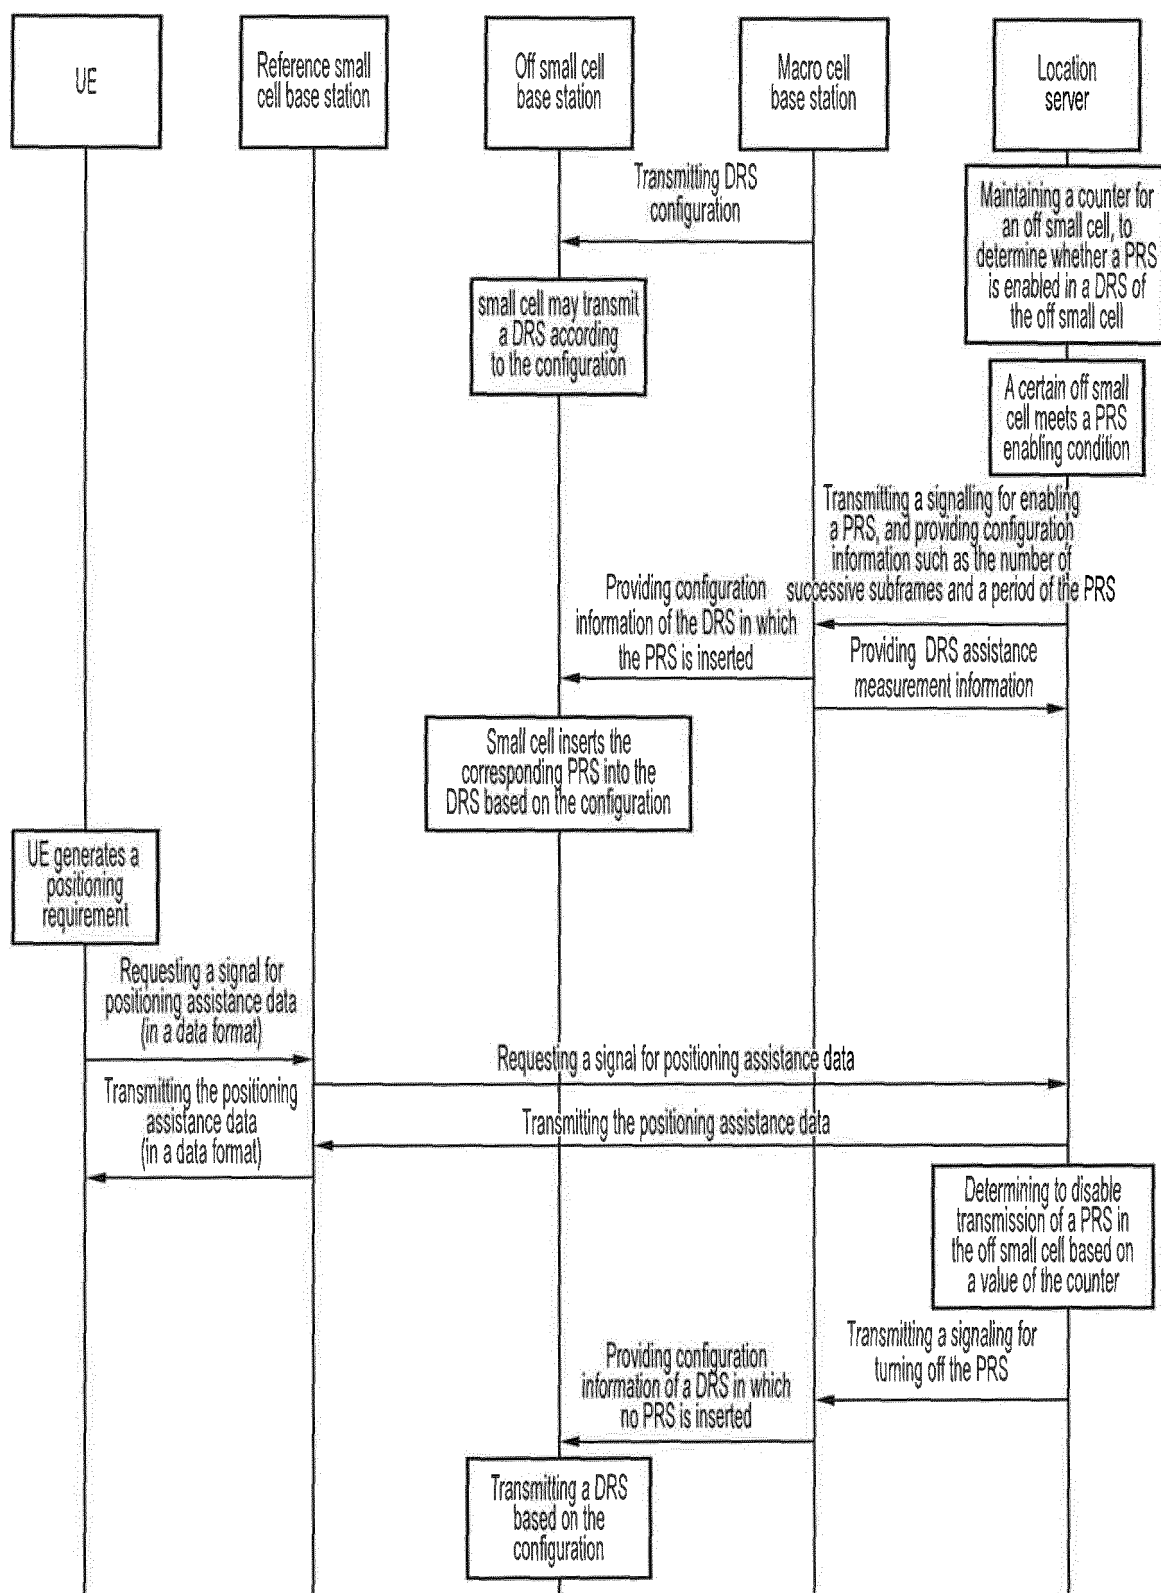 UE
Reference small
cell base station
Off small cell
base station
Macro cell
base station
Location
server
Transmitting DRS
configuration
Maintaining a counter for
an off small cell, to
determine whether a PRS
is enabled in a DRS of
the off small cell
small cell may transmit
a DRS according
to the configuration
A certain off small
cell meets a PRS
enabling condition
Transmitting a signalling for enabling
a PRS, and providing configuration
information such as the number of
successive subframes and a period of the PRS
Providing configuration
information of the DRS in which
the PRS is inserted
Providing DRS assistance
measurement information
Small cell inserts the
corresponding PRS into the
DRS based on the configuration
UE generates a
positioning
requirement
Requesting a signal for
positioning assistance data
(in a data format)
Requesting a signal for positioning assistance data
Transmitting the positioning
assistance data
(in a data format)
Transmitting the positioning assistance data
Determining to disable
transmission of a PRS in
the off small cell based on
a value of the counter
Transmitting a signaling for
turning off the PRS
Providing configuration
information of a DRS in which
no PRS is inserted
Transmitting a DRS
based on the
configuration